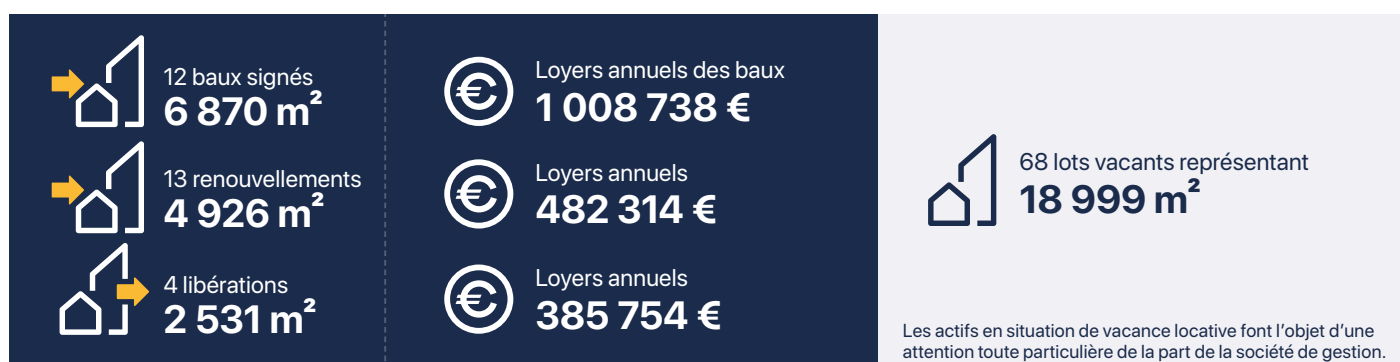 12 baux signés
6 870 m²
Loyers annuels des baux
1 008 738 €
13 renouvellements
4 926 m²
Loyers annuels
482 314 €
4 libérations
2 531 m²
Loyers annuels
385 754 €
68 lots vacants représentant
18 999 m²
Les actifs en situation de vacance locative font l’objet d’une
attention toute particulière de la part de la société de gestion.